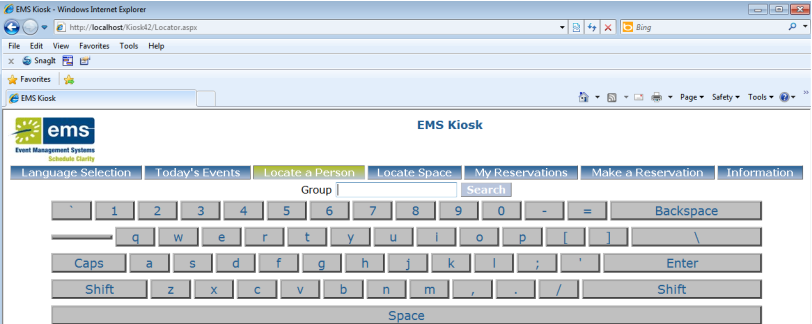 EMS Kiosk - Windows Internet Explorer
http://localhost/Kiosk42/Locator.aspx
Bing
File Edit View Favorites Tools Help
x SnagIt
Favorites
EMS Kiosk
Page Safety Tools
ems
Event Management Systems
Schedule Clarity
EMS Kiosk
Language Selection Today's Events Locate a Person Locate Space My Reservations Make a Reservation Information
Group Search
` 1 2 3 4 5 6 7 8 9 0 - = Backspace
q w e r t y u i o p [ ] \
Caps a s d f g h j k l ; ' Enter
Shift z x c v b n m , . / Shift
Space